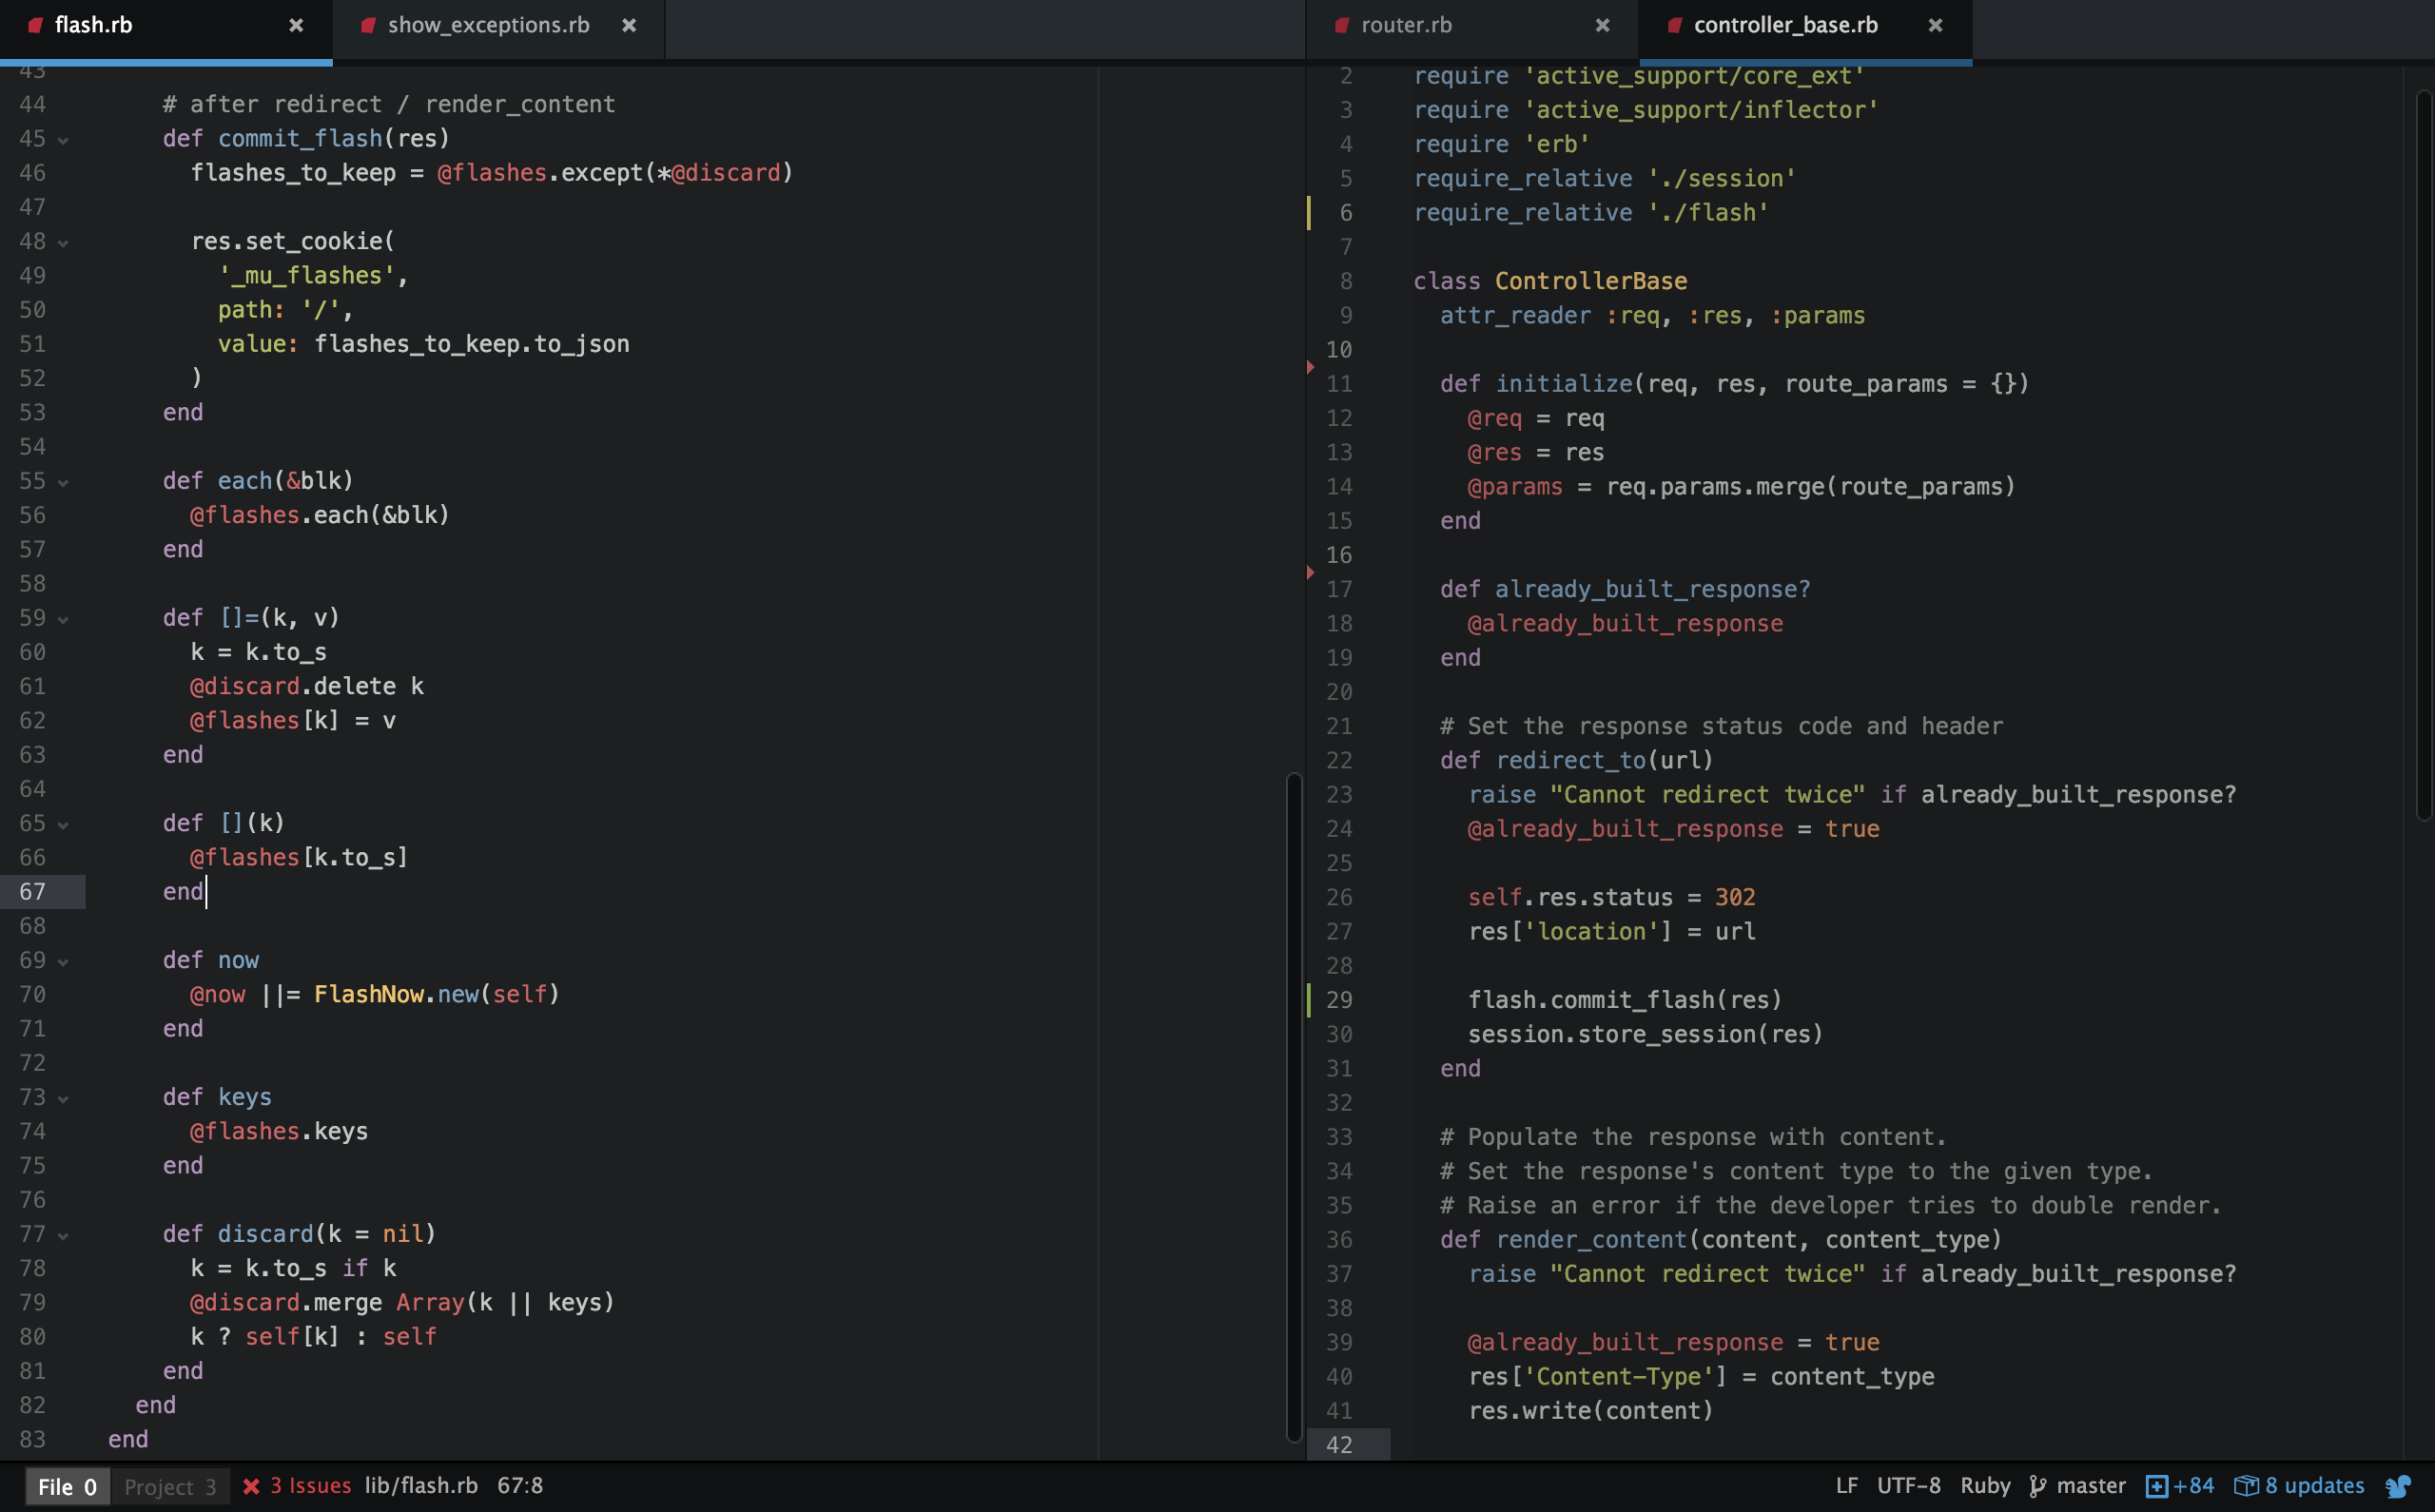 flash.rb
show_exceptions.rb
43
44 # after redirect / render_content
45 def commit_flash(res)
46 flashes_to_keep = @flashes.except(*@discard)
47
48 res.set_cookie(
49 '_mu_flashes',
50 path: '/',
51 value: flashes_to_keep.to_json
52 )
53 end
54
55 def each(&blk)
56 @flashes.each(&blk)
57 end
58
59 def []=(k, v)
60 k = k.to_s
61 @discard.delete k
62 @flashes[k] = v
63 end
64
65 def [](k)
66 @flashes[k.to_s]
67 end
68
69 def now
70 @now ||= FlashNow.new(self)
71 end
72
73 def keys
74 @flashes.keys
75 end
76
77 def discard(k = nil)
78 k = k.to_s if k
79 @discard.merge Array(k || keys)
80 k ? self[k] : self
81 end
82 end
83 end
router.rb
controller_base.rb
2 require 'active_support/core_ext'
3 require 'active_support/inflector'
4 require 'erb'
5 require_relative './session'
6 require_relative './flash'
7
8 class ControllerBase
9 attr_reader :req, :res, :params
10
11 def initialize(req, res, route_params = {})
12 @req = req
13 @res = res
14 @params = req.params.merge(route_params)
15 end
16
17 def already_built_response?
18 @already_built_response
19 end
20
21 # Set the response status code and header
22 def redirect_to(url)
23 raise "Cannot redirect twice" if already_built_response?
24 @already_built_response = true
25
26 self.res.status = 302
27 res['location'] = url
28
29 flash.commit_flash(res)
30 session.store_session(res)
31 end
32
33 # Populate the response with content.
34 # Set the response's content type to the given type.
35 # Raise an error if the developer tries to double render.
36 def render_content(content, content_type)
37 raise "Cannot redirect twice" if already_built_response?
38
39 @already_built_response = true
40 res['Content-Type'] = content_type
41 res.write(content)
42
File 0 Project 3 3 Issues lib/flash.rb 67:8 LF UTF-8 Ruby master +84 8 updates